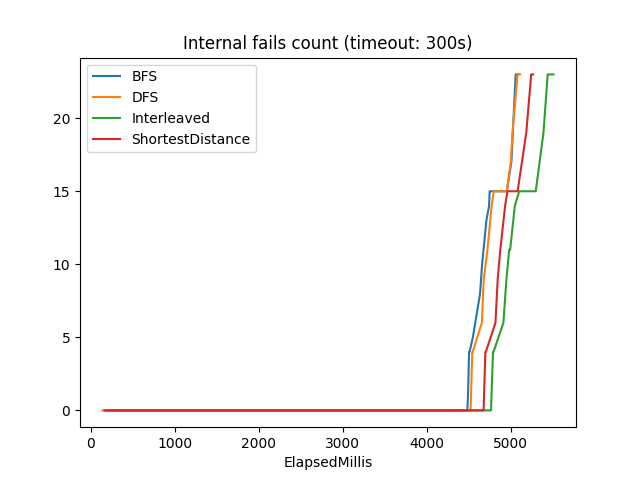 Internal fails count (timeout: 300s)
BFS
DFS
Interleaved
ShortestDistance
20
15
10
5
0
0 1000 2000 3000 4000 5000
ElapsedMillis